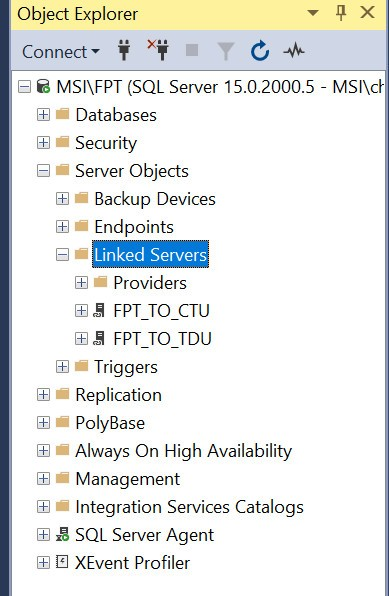 Object Explorer
Connect
MSI\FPT (SQL Server 15.0.2000.5 - MSI\ch
Databases
Security
Server Objects
Backup Devices
Endpoints
Linked Servers
Providers
FPT_TO_CTU
FPT_TO_TDU
Triggers
Replication
PolyBase
Always On High Availability
Management
Integration Services Catalogs
SQL Server Agent
XEvent Profiler